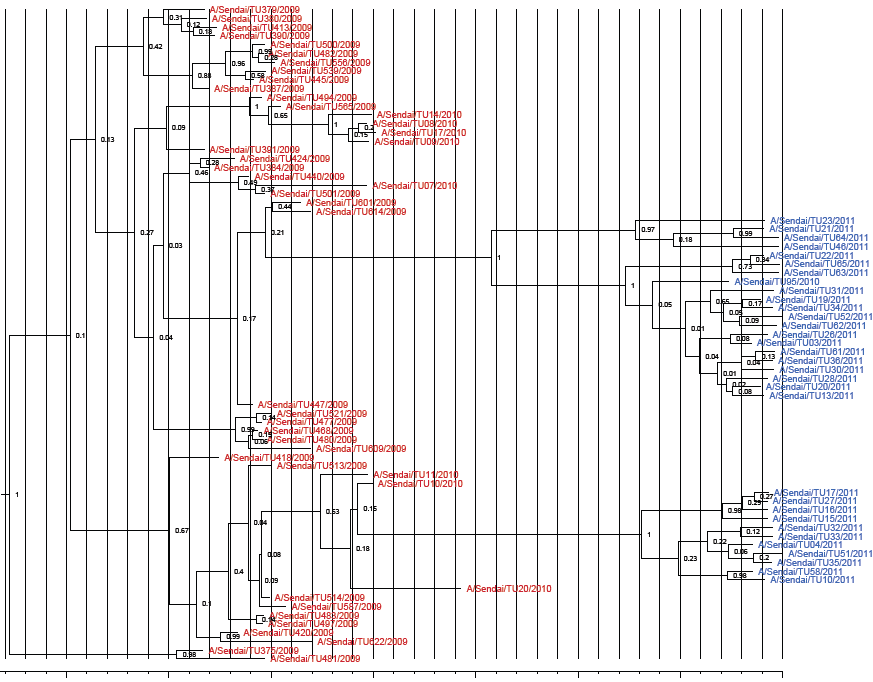 A/Sendai/TU379/2009
0.31
A/Sendai/TU380/2009
0.12
A/Sendai/TU413/2009
0.18
A/Sendai/TU390/2009
0.42
A/Sendai/TU500/2009
A/Sendai/TU482/2009
0.96
A/Sendai/TU556/2009
A/Sendai/TU539/2009
0.88
0.58
A/Sendai/TU445/2009
A/Sendai/TU387/2009
A/Sendai/TU494/2009
1
A/Sendai/TU565/2009
0.65
A/Sendai/TU14/2010
1
A/Sendai/TU08/2010
0.09
0.2
0.15
A/Sendai/TU17/2010
0.13
A/Sendai/TU09/2010
A/Sendai/TU391/2009
A/Sendai/TU424/2009
0.28
A/Sendai/TU384/2009
0.46
A/Sendai/TU440/2009
A/Sendai/TU07/2010
A/Sendai/TU501/2009
A/Sendai/TU601/2009
0.44
A/Sendai/TU614/2009
A/Sendai/TU23/2011
0.97
A/Sendai/TU21/2011
0.27
0.21
0.99
A/Sendai/TU64/2011
0.18
0.03
A/Sendai/TU46/2011
1
A/Sendai/TU22/2011
0.34
A/Sendai/TU65/2011
0.73
A/Sendai/TU63/2011
A/Sendai/TU95/2010
1
A/Sendai/TU31/2011
A/Sendai/TU19/2011
0.05
0.17
A/Sendai/TU34/2011
A/Sendai/TU52/2011
0.17
0.09
A/Sendai/TU62/2011
0.01
0.1
0.04
A/Sendai/TU26/2011
0.08
A/Sendai/TU03/2011
A/Sendai/TU61/2011
0.04
0.13
A/Sendai/TU36/2011
A/Sendai/TU30/2011
0.01
A/Sendai/TU28/2011
0.02
A/Sendai/TU20/2011
0.08
A/Sendai/TU13/2011
A/Sendai/TU447/2009
A/Sendai/TU521/2009
A/Sendai/TU477/2009
A/Sendai/TU468/2009
A/Sendai/TU480/2009
A/Sendai/TU609/2009
A/Sendai/TU418/2009
A/Sendai/TU513/2009
A/Sendai/TU11/2010
A/Sendai/TU10/2010
1
A/Sendai/TU17/2011
0.27
A/Sendai/TU27/2011
0.53
0.15
0.98
A/Sendai/TU16/2011
A/Sendai/TU15/2011
0.67
0.04
A/Sendai/TU32/2011
1
0.12
A/Sendai/TU33/2011
0.18
0.22
A/Sendai/TU04/2011
0.08
0.06
A/Sendai/TU51/2011
0.23
0.2
A/Sendai/TU35/2011
0.4
A/Sendai/TU58/2011
0.09
0.98
A/Sendai/TU10/2011
A/Sendai/TU20/2010
A/Sendai/TU514/2009
0.1
A/Sendai/TU587/2009
A/Sendai/TU488/2009
A/Sendai/TU497/2009
A/Sendai/TU420/2009
0.99
A/Sendai/TU622/2009
A/Sendai/TU375/2009
0.98
A/Sendai/TU481/2009